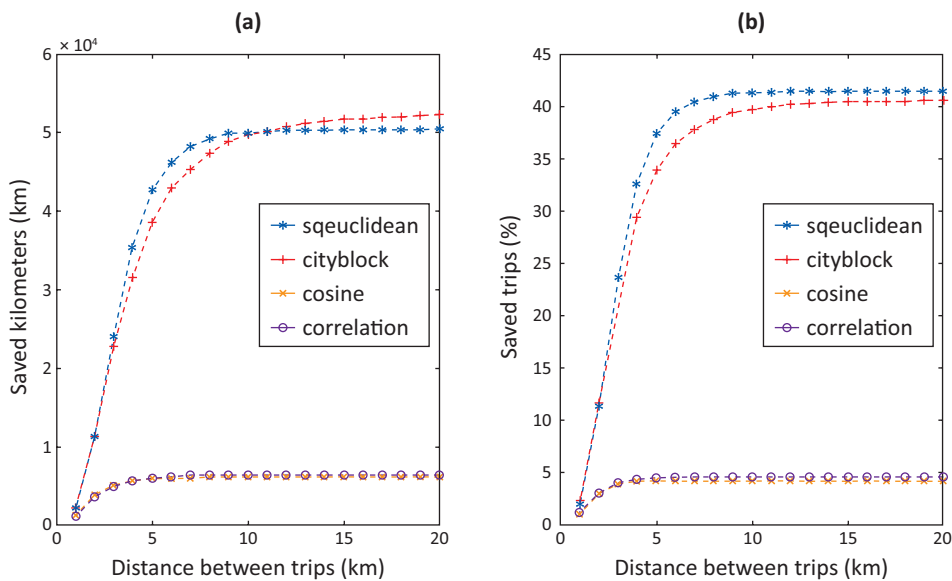 (a)
× 10⁴
6
5
4
3
2
1
0
0 5 10 15 20
Saved kilometers (km)
Distance between trips (km)
sqeuclidean
cityblock
cosine
correlation
(b)
45
40
35
30
25
20
15
10
5
0
0 5 10 15 20
Saved trips (%)
Distance between trips (km)
sqeuclidean
cityblock
cosine
correlation